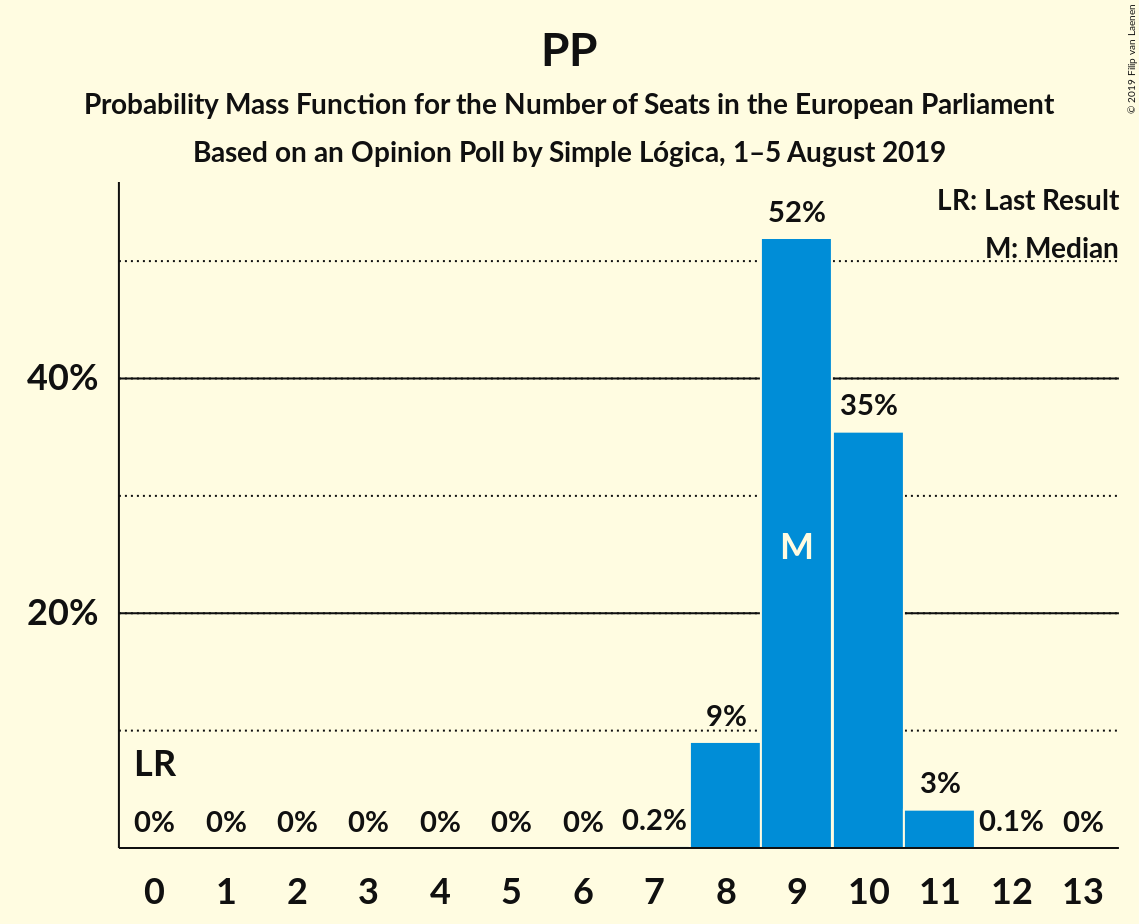 PP
Probability Mass Function for the Number of Seats in the European Parliament
Based on an Opinion Poll by Simple Lógica, 1–5 August 2019
© 2019 Filip van Laenen
LR: Last Result
M: Median
52%
40%
35%
M
20%
9%
LR
3%
0% 0% 0% 0% 0% 0% 0% 0.2% 0.1% 0%
0 1 2 3 4 5 6 7 8 9 10 11 12 13